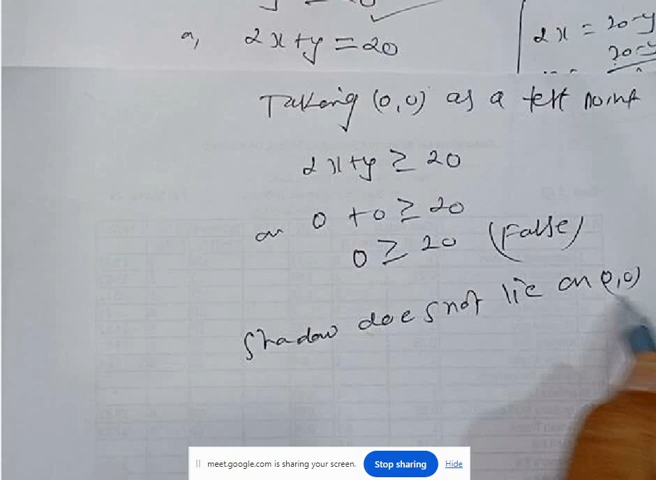 2x+y=20
2x = 20-y
20-y
Taking (0,0) as a test point
2x+y ≥ 20
or 0 + 0 ≥ 20
0 ≥ 20 (False)
Shadow does not lie on (0,0)
meet.google.com is sharing your screen. Stop sharing Hide